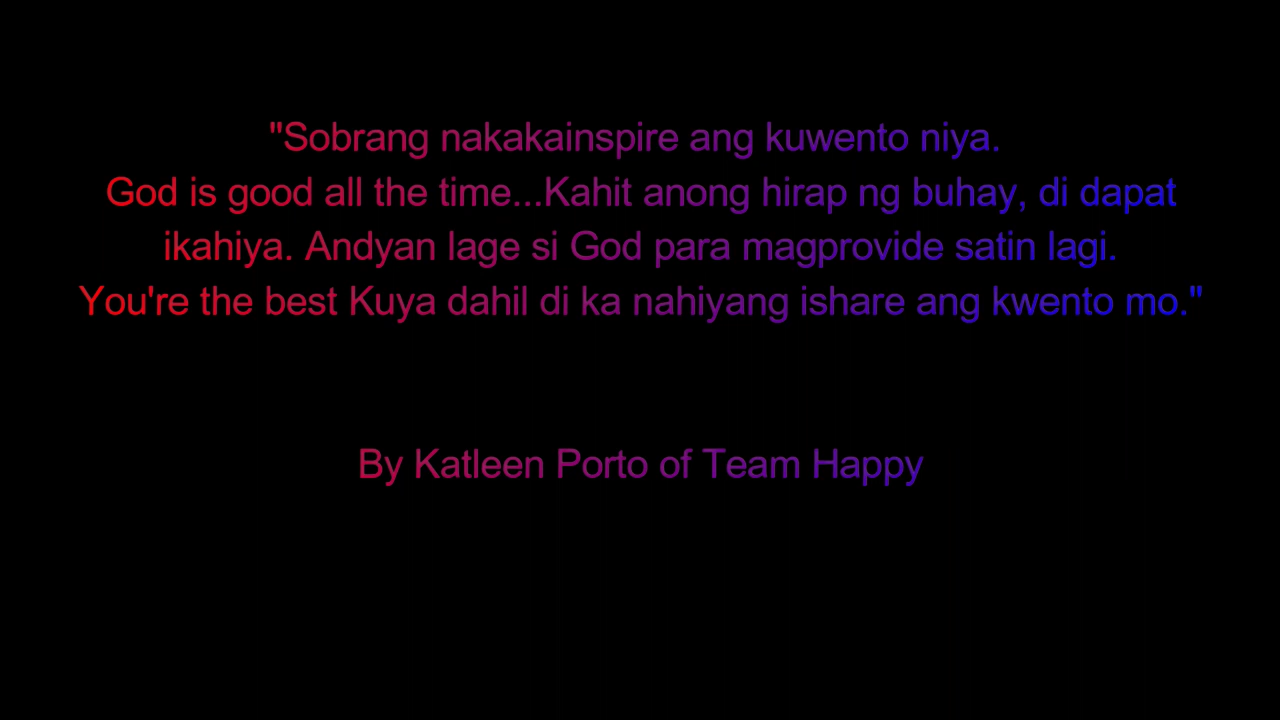 "Sobrang nakakainspire ang kuwento niya.
God is good all the time...Kahit anong hirap ng buhay, di dapat
ikahiya. Andyan lage si God para magprovide satin lagi.
You're the best Kuya dahil di ka nahiyang ishare ang kwento mo."
By Katleen Porto of Team Happy